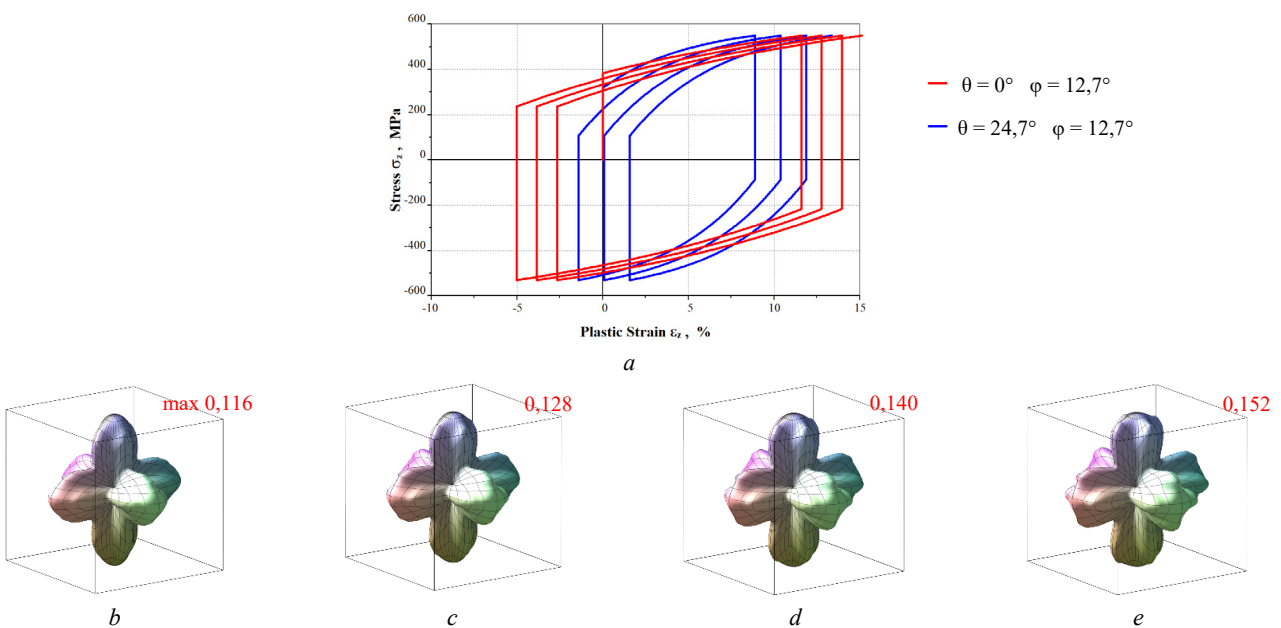 600
400
200
0
-200
-400
-600
-10
-5
0
5
10
15
Stress σz , MPa
Plastic Strain εz , %
θ = 0° φ = 12,7°
θ = 24,7° φ = 12,7°
a
max 0,116
0,128
0,140
0,152
b
c
d
e